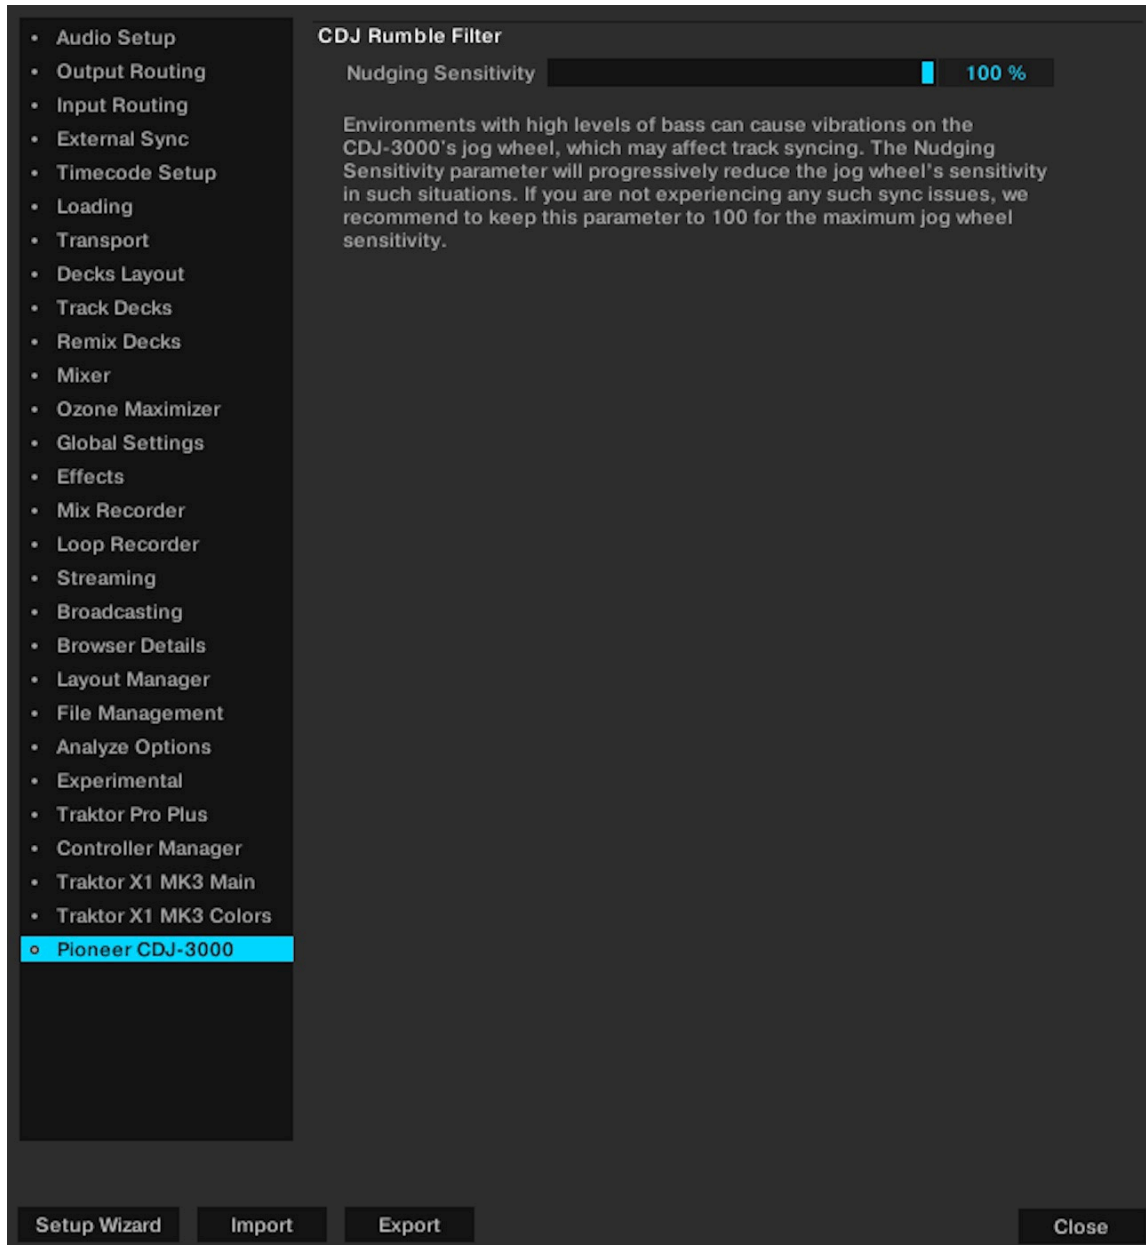 Audio Setup
Output Routing
Input Routing
External Sync
Timecode Setup
Loading
Transport
Decks Layout
Track Decks
Remix Decks
Mixer
Ozone Maximizer
Global Settings
Effects
Mix Recorder
Loop Recorder
Streaming
Broadcasting
Browser Details
Layout Manager
File Management
Analyze Options
Experimental
Traktor Pro Plus
Controller Manager
Traktor X1 MK3 Main
Traktor X1 MK3 Colors
Pioneer CDJ-3000
CDJ Rumble Filter
Nudging Sensitivity 100 %
Environments with high levels of bass can cause vibrations on the
CDJ-3000's jog wheel, which may affect track syncing. The Nudging
Sensitivity parameter will progressively reduce the jog wheel's sensitivity
in such situations. If you are not experiencing any such sync issues, we
recommend to keep this parameter to 100 for the maximum jog wheel
sensitivity.
Setup Wizard Import Export Close